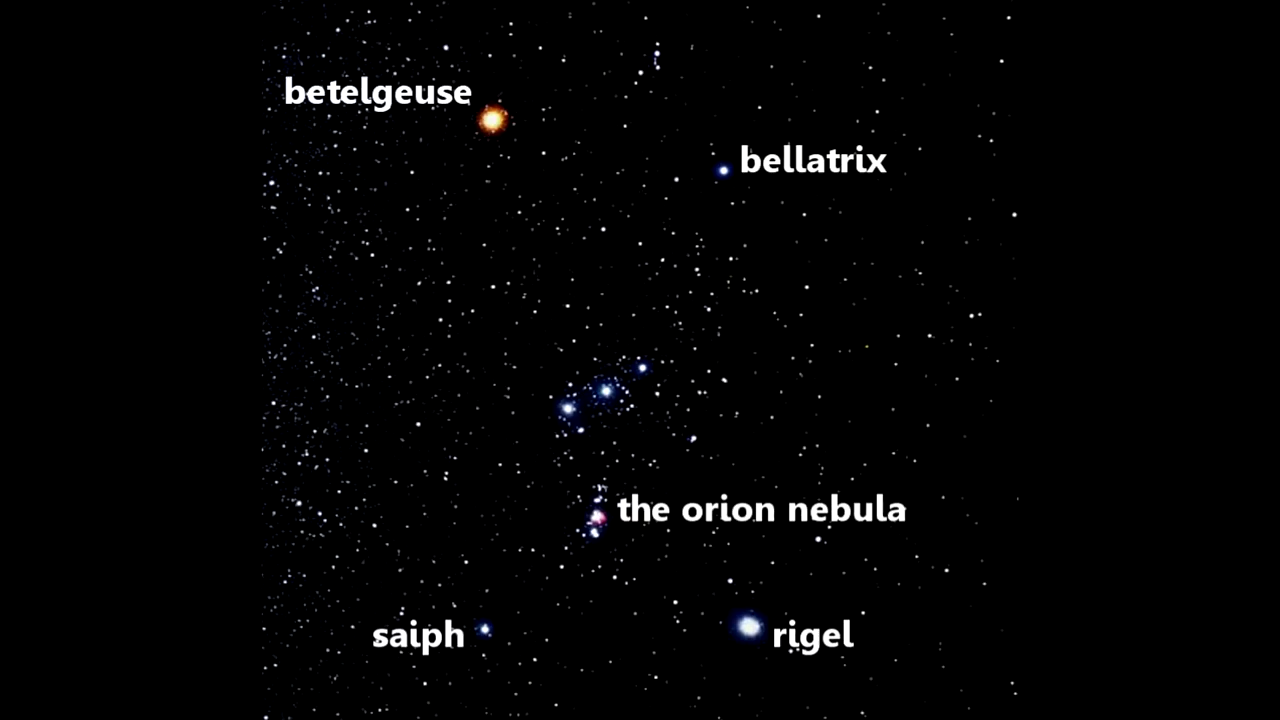 betelgeuse
bellatrix
the orion nebula
saiph
rigel